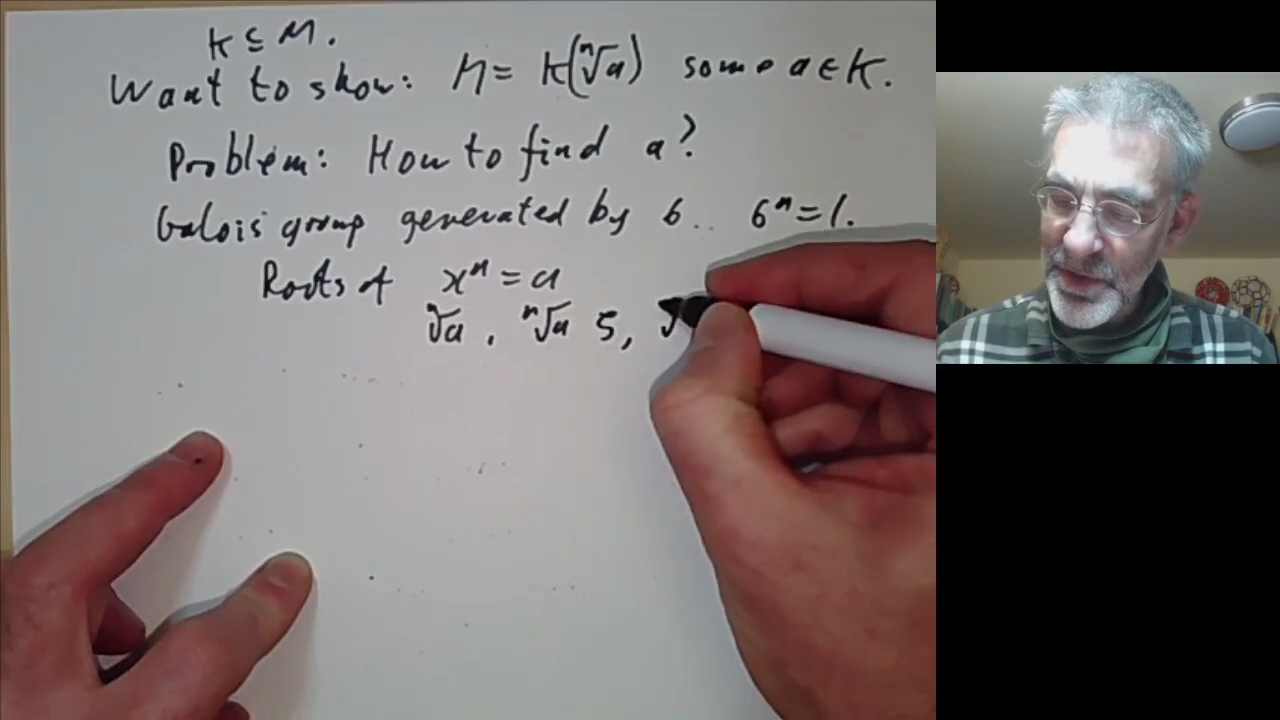 K ⊆ M.
Want to show: M = K(ⁿ√a) some a ∈ K.
Problem: How to find a?
Galois group generated by σ. σⁿ = 1.
Roots of xⁿ = a
ⁿ√a, ⁿ√a ζ,